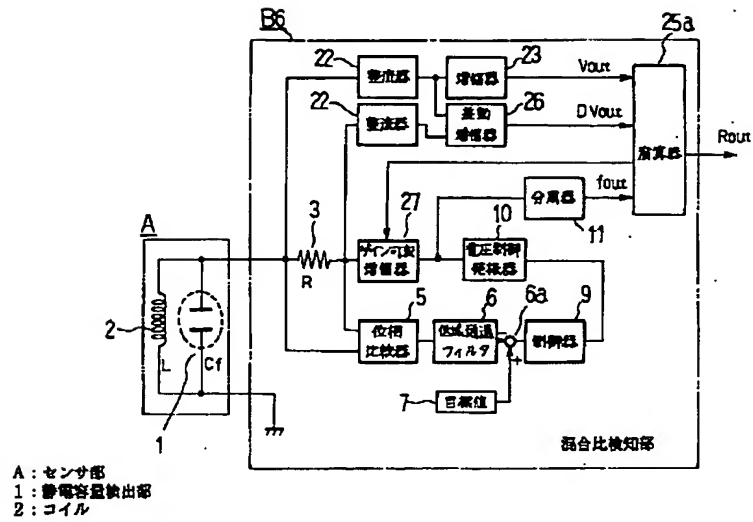 B6
25a
22
整流器
23
増幅器
Vout
22
整流器
差動
増幅器
26
DVout
演算器
Rout
27
10
fout
分周器
11
A
3
R
ゲイン可変
増幅器
電圧制御
発振器
2
L
Cf
1
5
位相
比較器
6
低域通過
フィルタ
6a
-
+
9
制御器
7
目標値
混合比検知部
A:センサ部
1:静電容量検出部
2:コイル